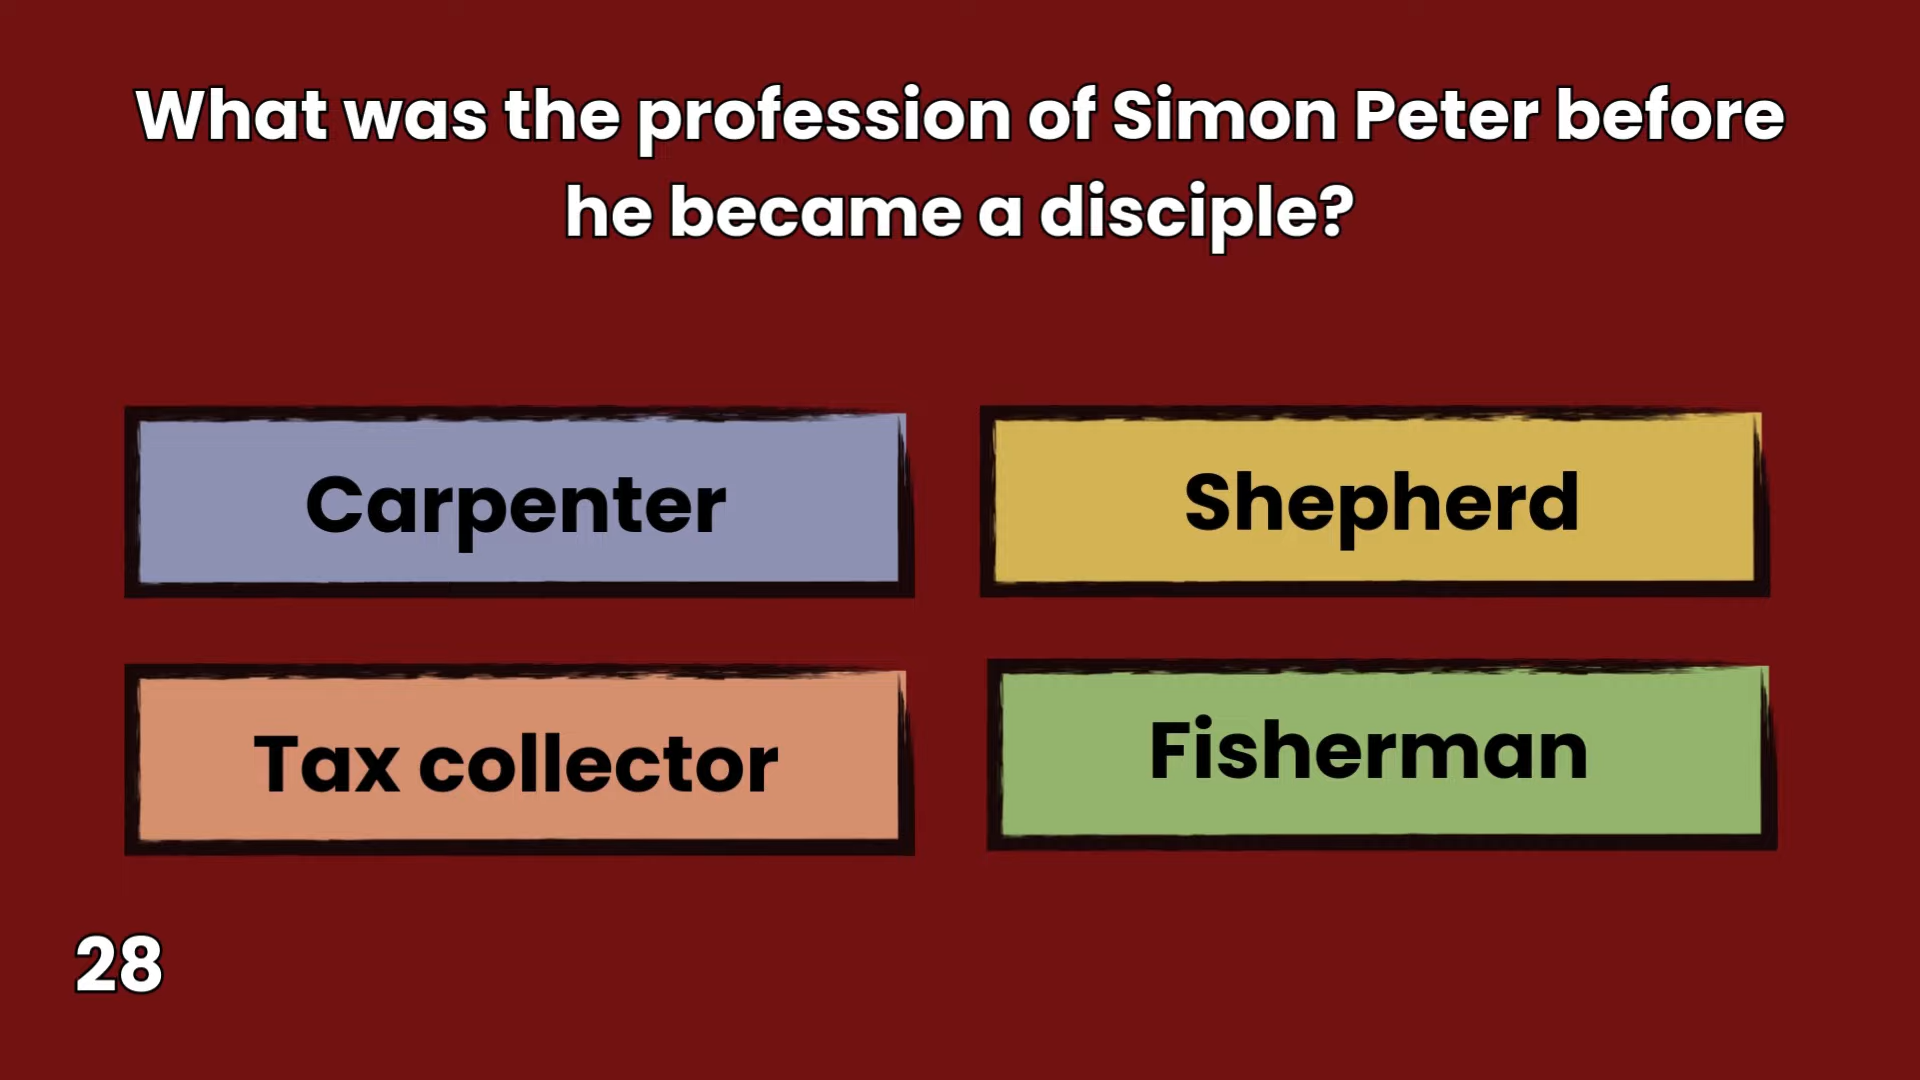 What was the profession of Simon Peter before
he became a disciple?
Carpenter
Shepherd
Tax collector
Fisherman
28